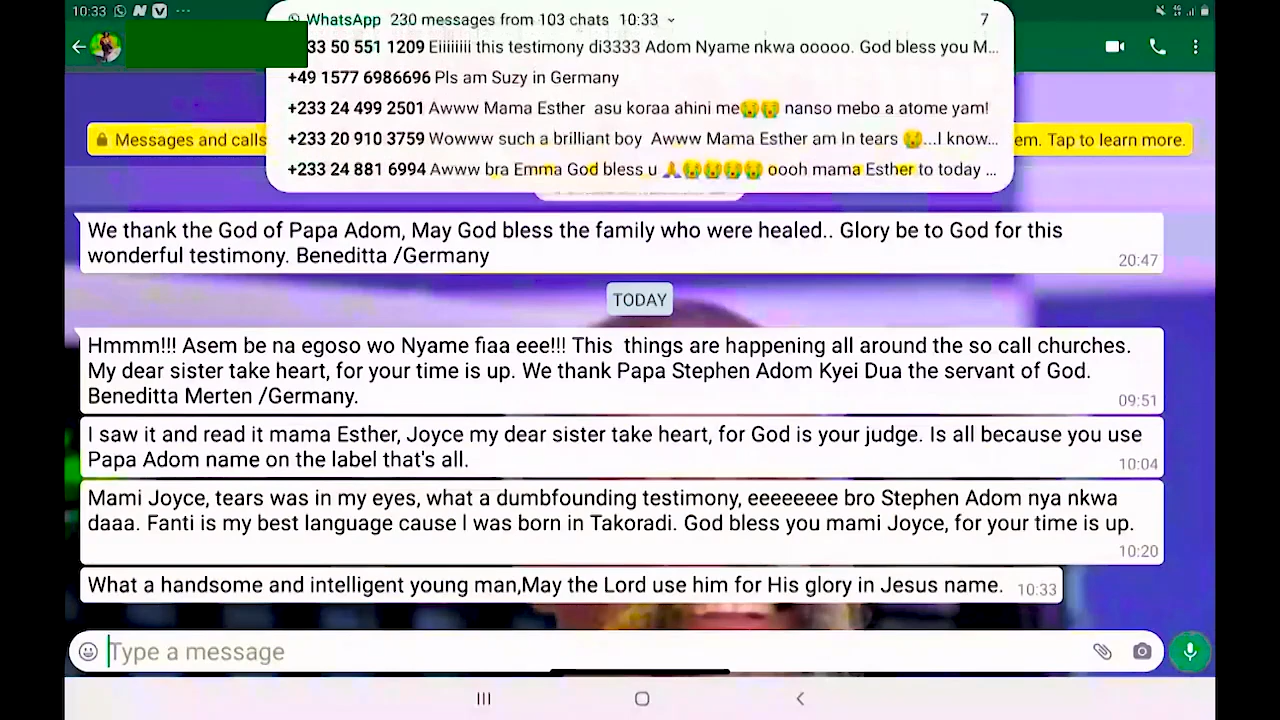 10:33
WhatsApp 230 messages from 103 chats 10:33
7
33 50 551 1209 Eiiiiiiii this testimony di3333 Adom Nyame nkwa ooooo. God bless you M...
+49 1577 6986696 Pls am Suzy in Germany
+233 24 499 2501 Awww Mama Esther asu koraa ahini me😭😭 nanso mebo a atome yam!
+233 20 910 3759 Wowww such a brilliant boy Awww Mama Esther am In tears 😭...I know...
+233 24 881 6994 Awww bra Emma God bless u 🙏😭😭😭😭 oooh mama Esther to today ...
Messages and calls
em. Tap to learn more.
We thank the God of Papa Adom, May God bless the family who were healed.. Glory be to God for this
wonderful testimony. Beneditta /Germany
20:47
TODAY
Hmmm!!! Asem be na egoso wo Nyame fiaa eee!!! This things are happening all around the so call churches.
My dear sister take heart, for your time is up. We thank Papa Stephen Adom Kyei Dua the servant of God.
Beneditta Merten /Germany.
09:51
I saw it and read it mama Esther, Joyce my dear sister take heart, for God is your judge. Is all because you use
Papa Adom name on the label that's all.
10:04
Mami Joyce, tears was in my eyes, what a dumbfounding testimony, eeeeeeee bro Stephen Adom nya nkwa
daaa. Fanti is my best language cause I was born in Takoradi. God bless you mami Joyce, for your time is up.
10:20
What a handsome and intelligent young man,May the Lord use him for His glory in Jesus name.
10:33
Type a message